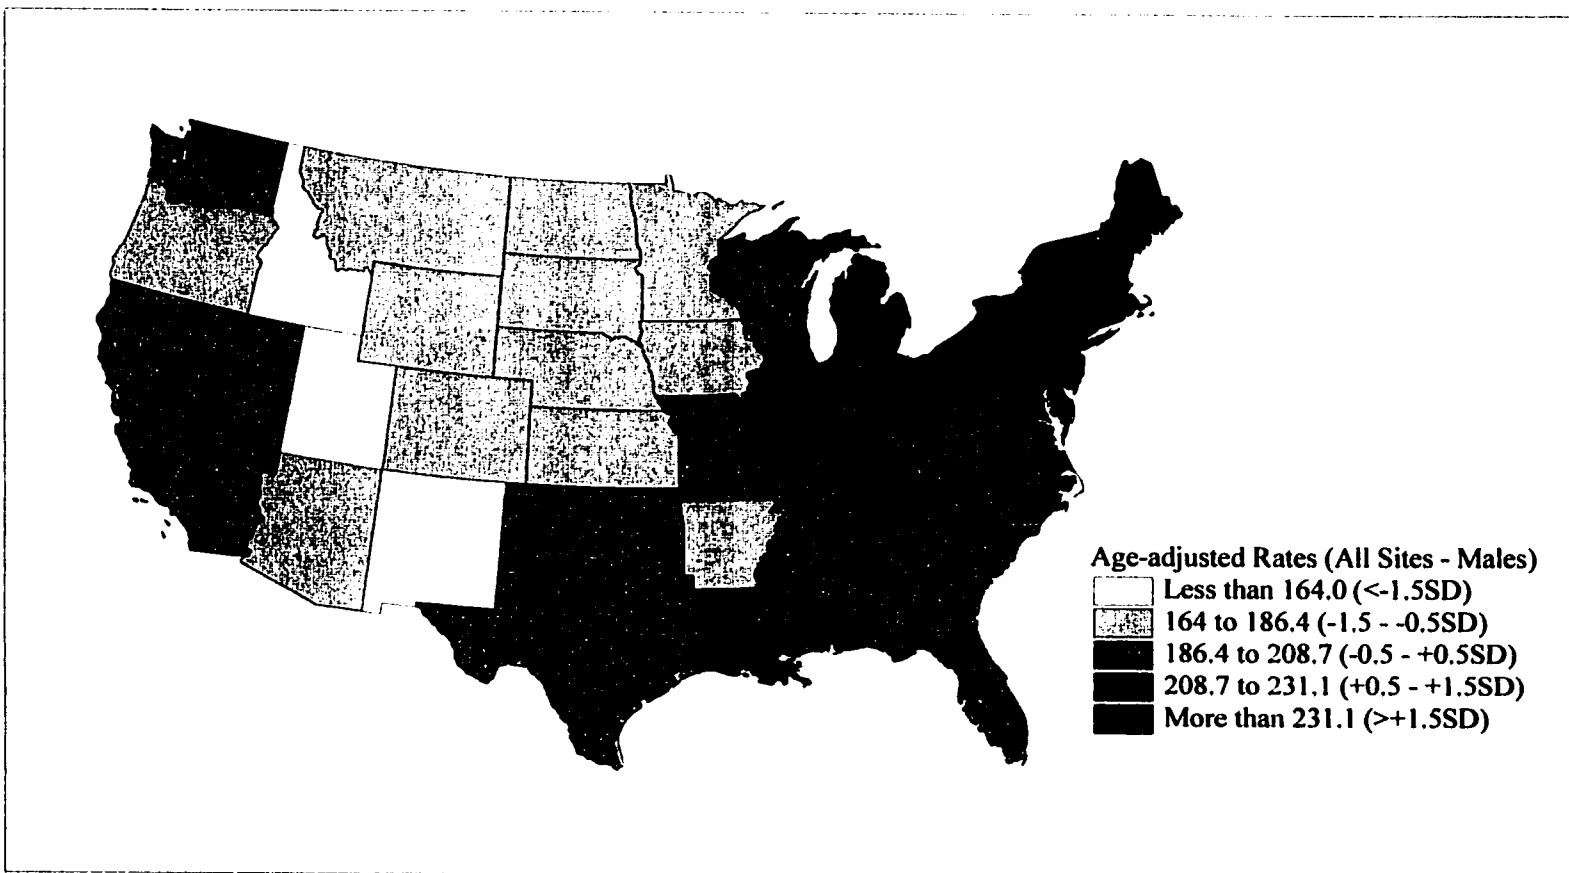 Age-adjusted Rates (All Sites - Males)
Less than 164.0 (<-1.5SD)
164 to 186.4 (-1.5 - -0.5SD)
186.4 to 208.7 (-0.5 - +0.5SD)
208.7 to 231.1 (+0.5 - +1.5SD)
More than 231.1 (>+1.5SD)